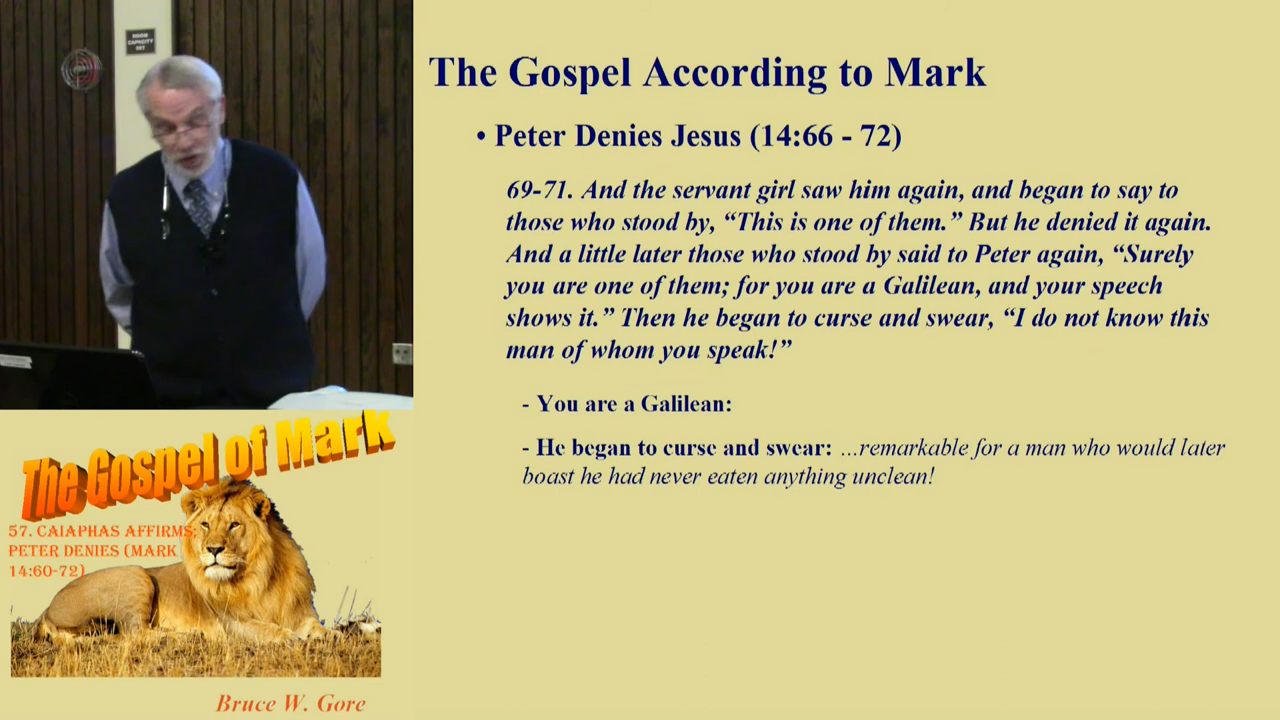 ROOM
CAPACITY
The Gospel According to Mark
• Peter Denies Jesus (14:66 - 72)
69-71. And the servant girl saw him again, and began to say to
those who stood by, “This is one of them.” But he denied it again.
And a little later those who stood by said to Peter again, “Surely
you are one of them; for you are a Galilean, and your speech
shows it.” Then he began to curse and swear, “I do not know this
man of whom you speak!”
- You are a Galilean:
- He began to curse and swear: …remarkable for a man who would later
boast he had never eaten anything unclean!
The Gospel of Mark
57. CAIAPHAS AFFIRMS;
PETER DENIES (MARK
14:60-72)
Bruce W. Gore